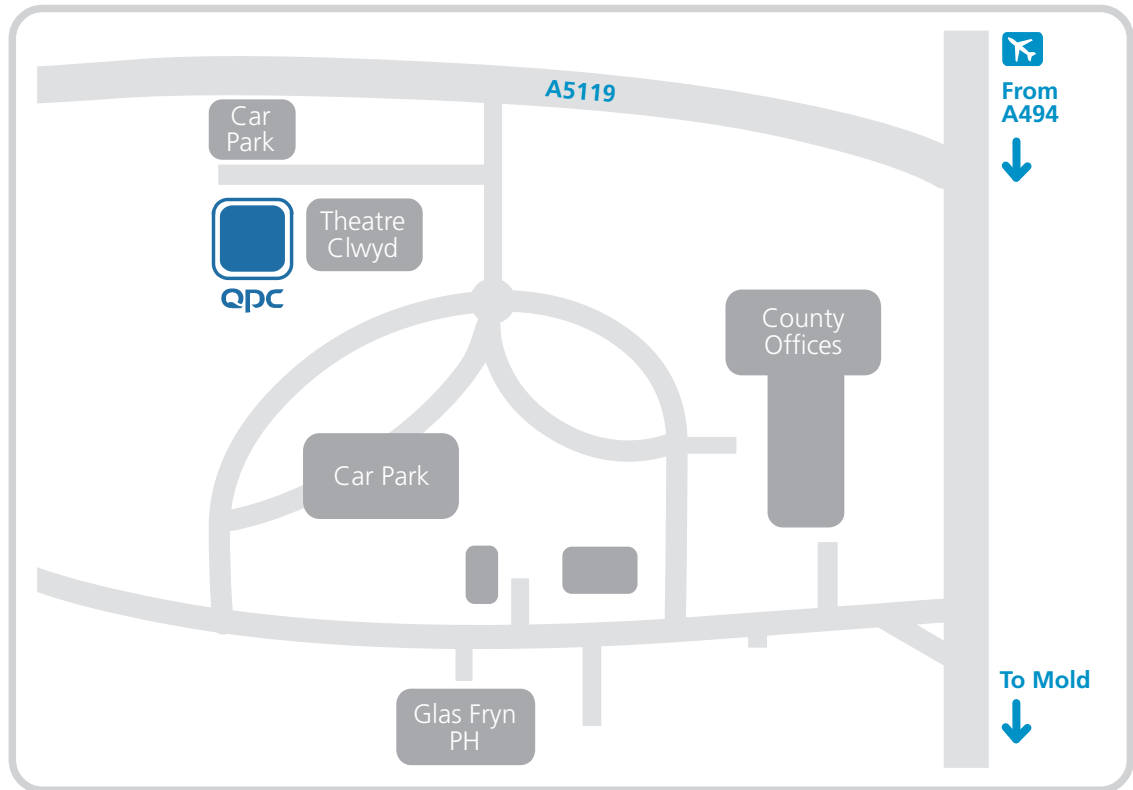 A5119
From
A494
Car
Park
Theatre
Clwyd
QPC
County
Offices
Car Park
To Mold
Glas Fryn
PH